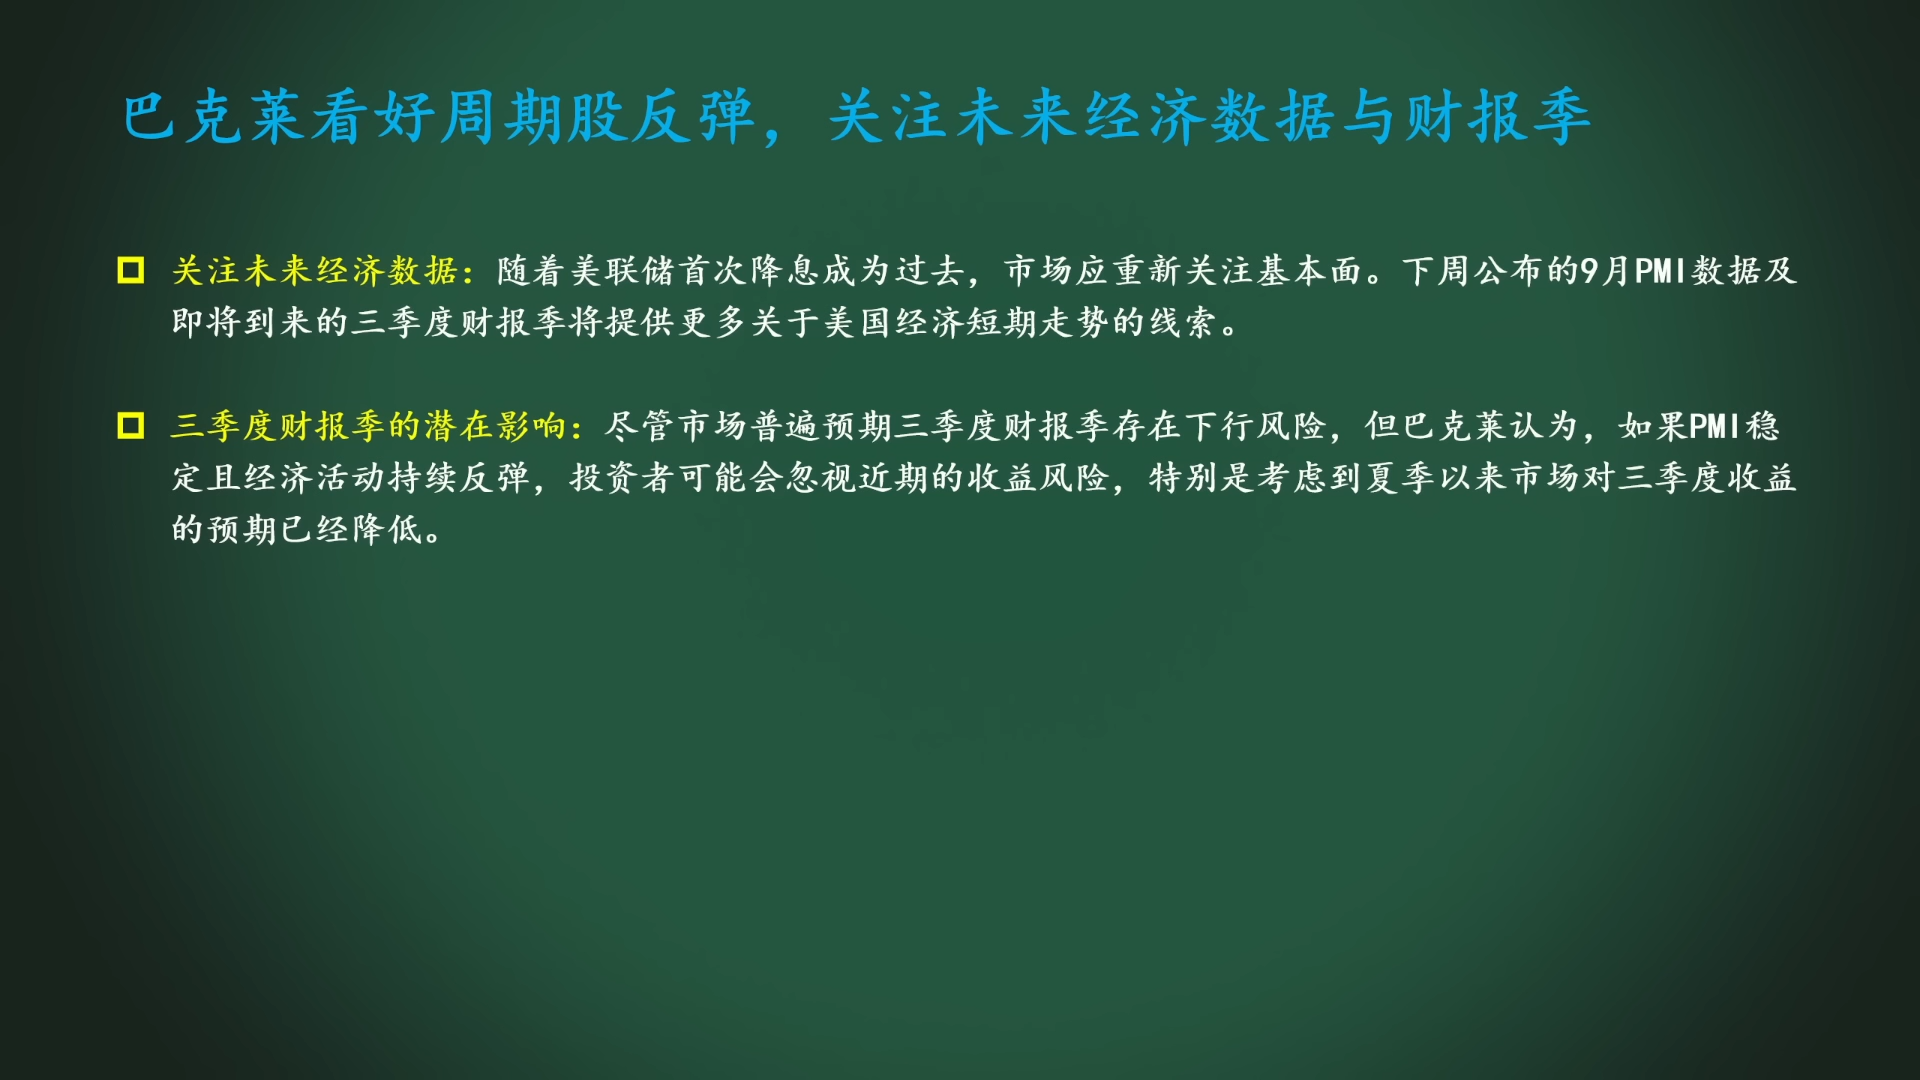 巴克莱看好周期股反弹，关注未来经济数据与财报季
关注未来经济数据：随着美联储首次降息成为过去，市场应重新关注基本面。下周公布的9月PMI数据及
即将到来的三季度财报季将提供更多关于美国经济短期走势的线索。
三季度财报季的潜在影响：尽管市场普遍预期三季度财报季存在下行风险，但巴克莱认为，如果PMI稳
定且经济活动持续反弹，投资者可能会忽视近期的收益风险，特别是考虑到夏季以来市场对三季度收益
的预期已经降低。